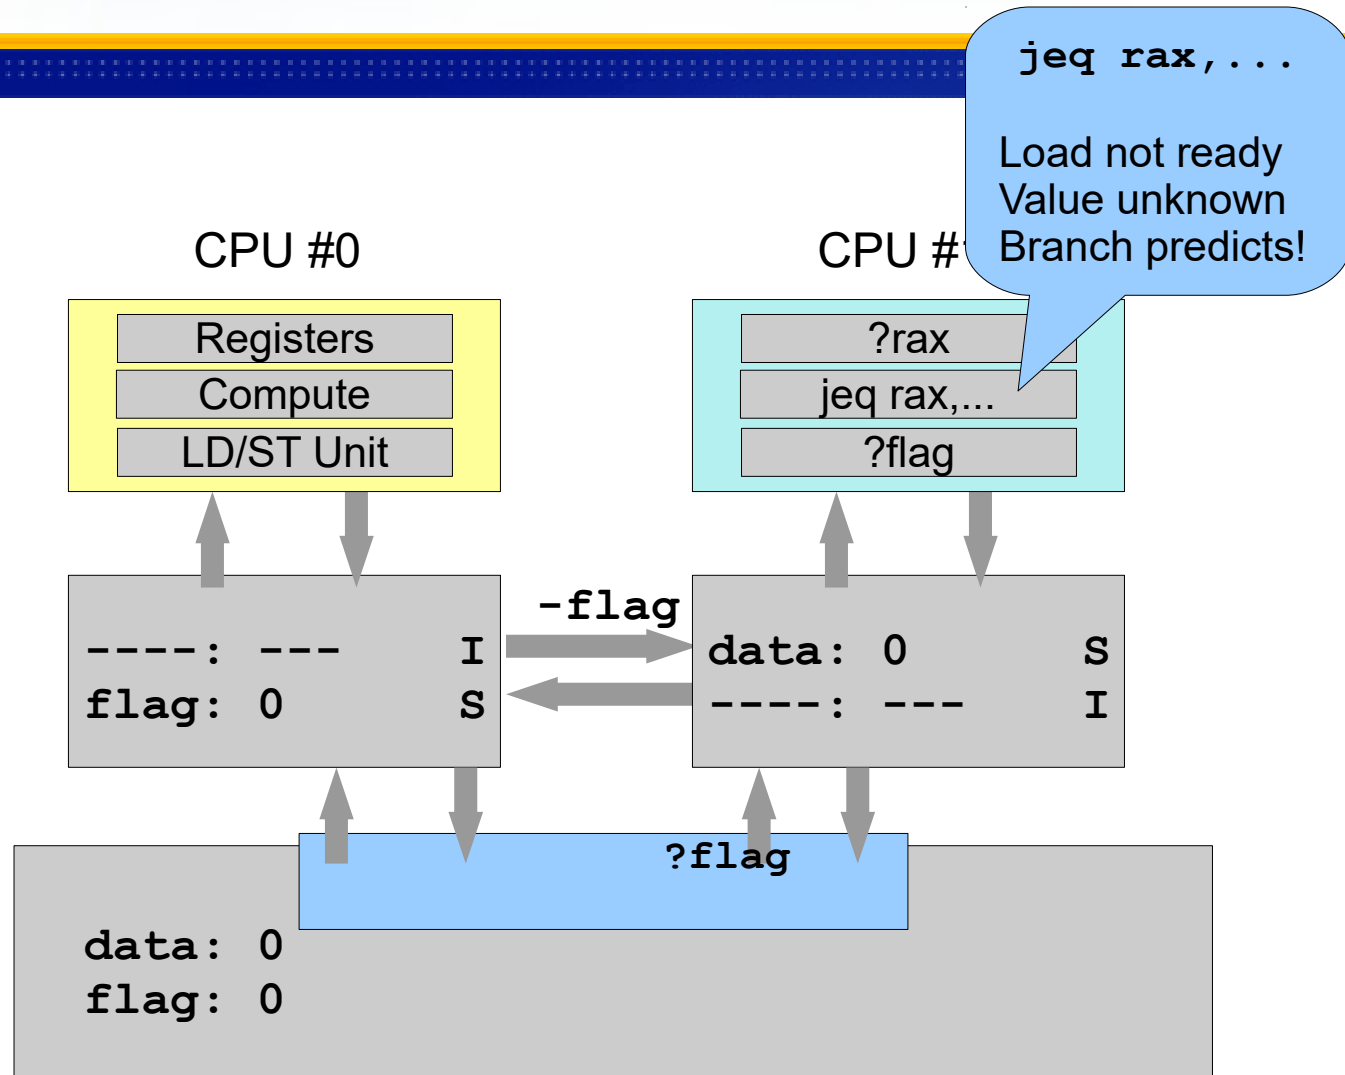 jeq rax,...
Load not ready
Value unknown
Branch predicts!
CPU #0
CPU #
Registers
Compute
LD/ST Unit
?rax
jeq rax,...
?flag
-flag
----: --- I
flag: 0 S
data: 0 S
----: --- I
?flag
data: 0
flag: 0